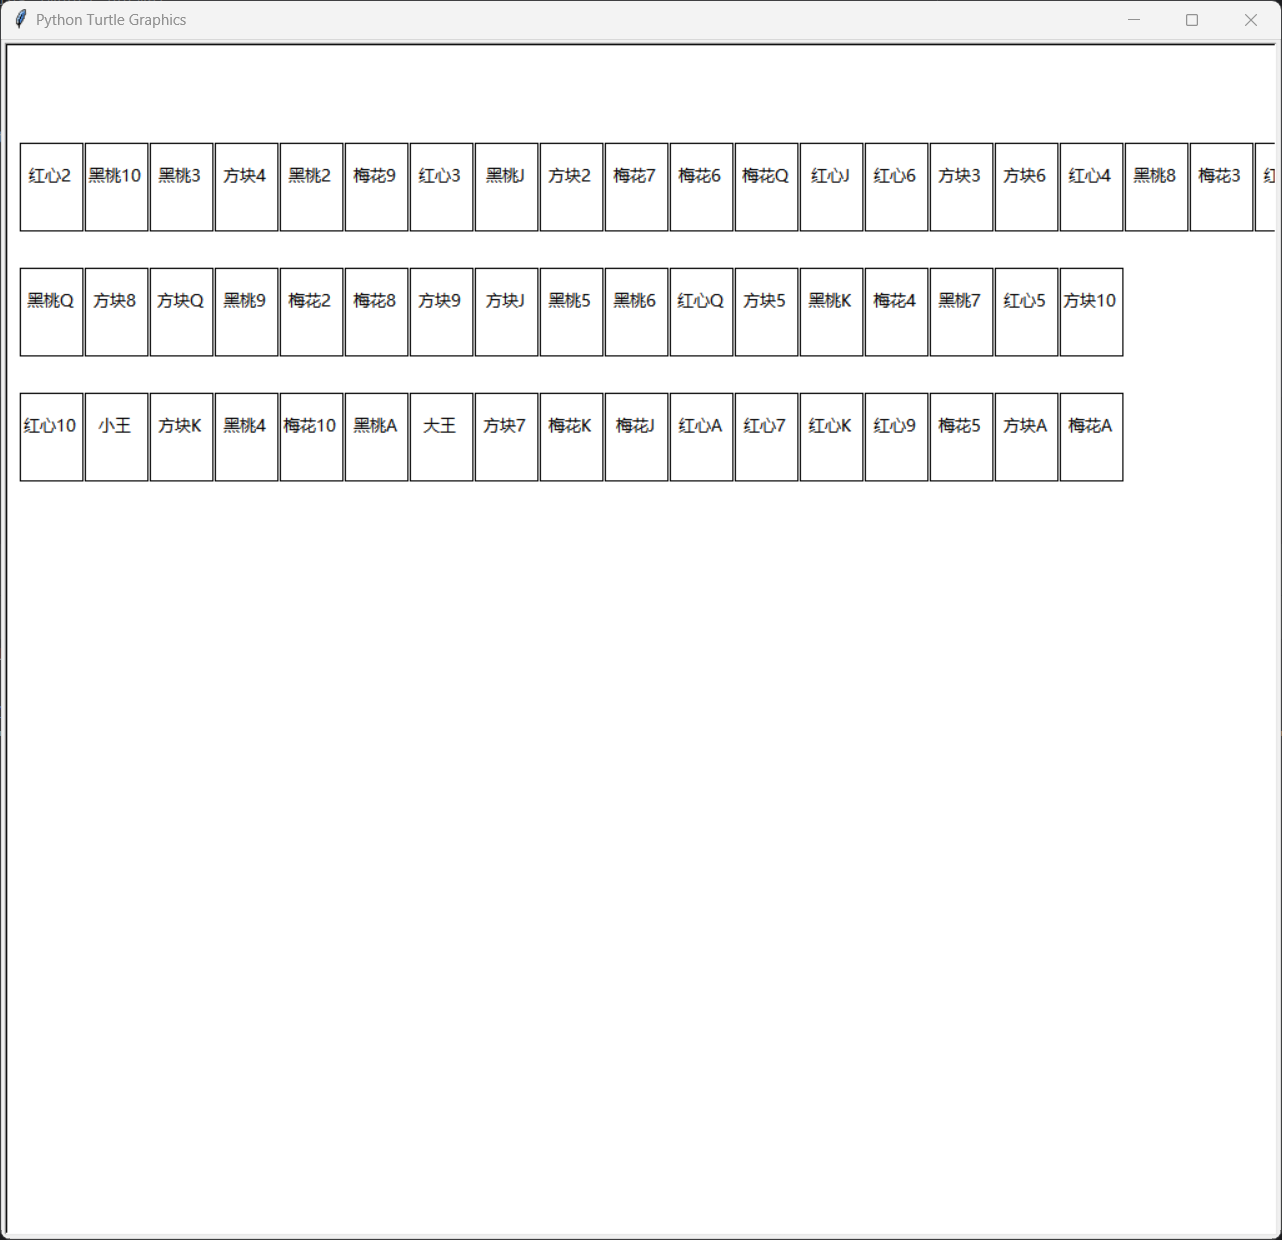 Python Turtle Graphics
红心2 黑桃10 黑桃3 方块4 黑桃2 梅花9 红心3 黑桃J 方块2 梅花7 梅花6 梅花Q 红心J 红心6 方块3 方块6 红心4 黑桃8 梅花3
黑桃Q 方块8 方块Q 黑桃9 梅花2 梅花8 方块9 方块J 黑桃5 黑桃6 红心Q 方块5 黑桃K 梅花4 黑桃7 红心5 方块10
红心10 小王 方块K 黑桃4 梅花10 黑桃A 大王 方块7 梅花K 梅花J 红心A 红心7 红心K 红心9 梅花5 方块A 梅花A